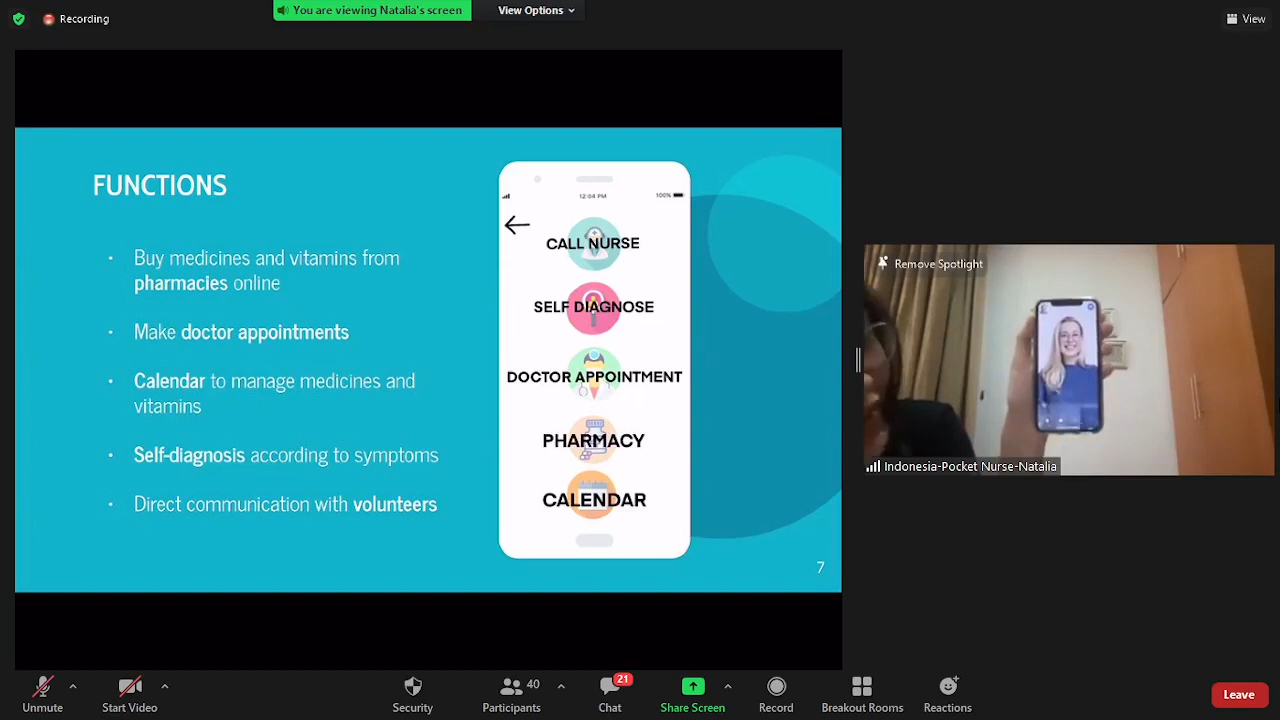 Recording
You are viewing Natalia's screen
View Options
View
FUNCTIONS
· Buy medicines and vitamins from
pharmacies online
· Make doctor appointments
· Calendar to manage medicines and
vitamins
· Self-diagnosis according to symptoms
· Direct communication with volunteers
12:04 PM
100%
CALL NURSE
SELF DIAGNOSE
DOCTOR APPOINTMENT
PHARMACY
CALENDAR
7
Remove Spotlight
Indonesia-Pocket Nurse-Natalia
Unmute
Start Video
Security
40
Participants
21
Chat
Share Screen
Record
Breakout Rooms
Reactions
Leave